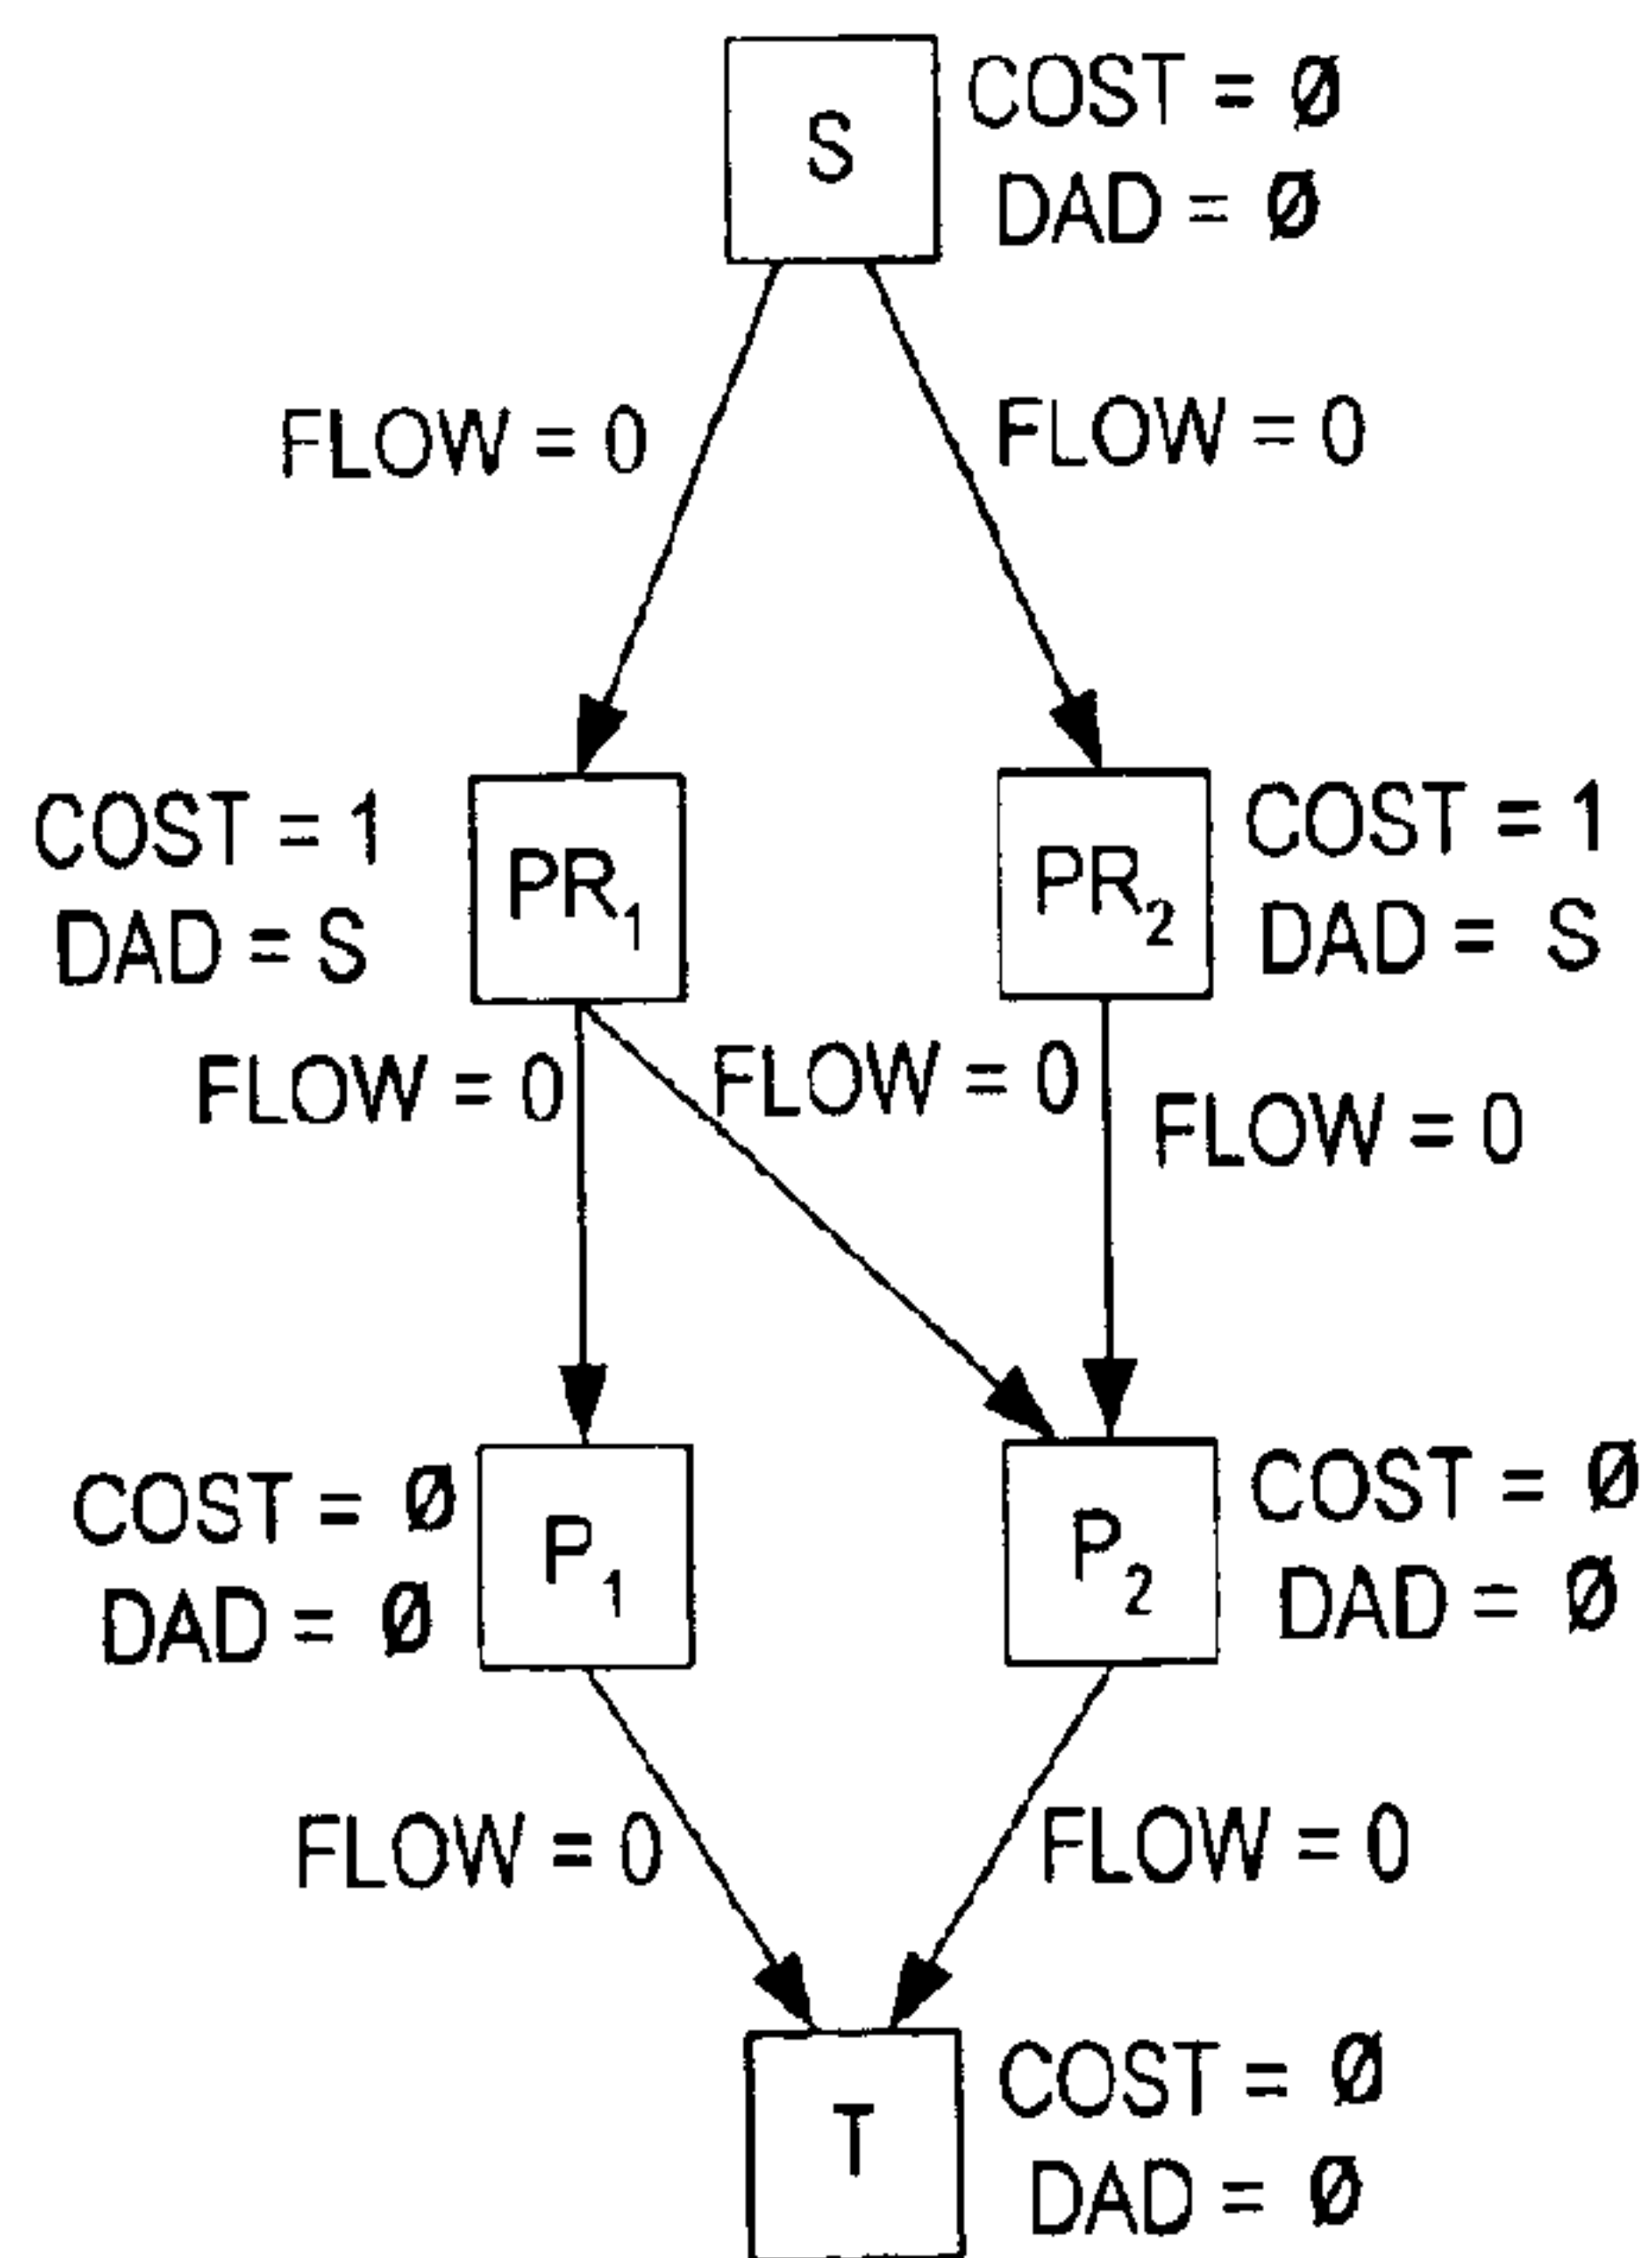 S
COST = Ø
DAD = Ø
FLOW = 0
FLOW = 0
COST = 1
DAD = S
PR₁
PR₂
COST = 1
DAD = S
FLOW = 0
FLOW = 0
FLOW = 0
COST = Ø
DAD = Ø
P₁
P₂
COST = Ø
DAD = Ø
FLOW = 0
FLOW = 0
T
COST = Ø
DAD = Ø